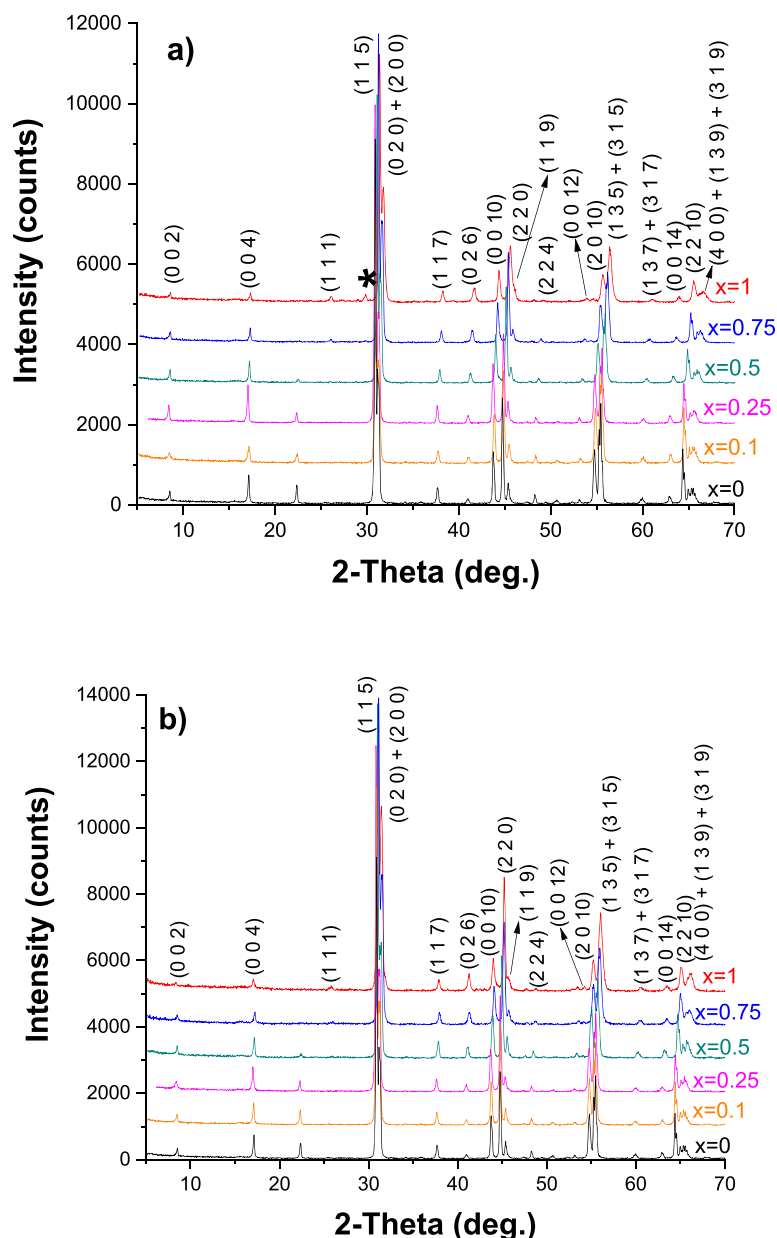 a)
Intensity (counts)
12000
10000
8000
6000
4000
2000
0
(0 0 2)
(0 0 4)
(1 1 1)
*
(1 1 5)
(0 2 0) + (2 0 0)
(1 1 7)
(0 2 6)
(0 0 10)
(2 2 0)
(1 1 9)
(2 2 4)
(0 0 12)
(2 0 10)
(1 3 5) + (3 1 5)
(1 3 7) + (3 1 7)
(0 0 14)
(2 2 10)
(4 0 0) + (1 3 9) + (3 1 9)
x=1
x=0.75
x=0.5
x=0.25
x=0.1
x=0
10 20 30 40 50 60 70
2-Theta (deg.)
b)
Intensity (counts)
14000
12000
10000
8000
6000
4000
2000
0
(0 0 2)
(0 0 4)
(1 1 1)
(1 1 5)
(0 2 0) + (2 0 0)
(1 1 7)
(0 2 6)
(0 0 10)
(2 2 0)
(1 1 9)
(2 2 4)
(0 0 12)
(2 0 10)
(1 3 5) + (3 1 5)
(1 3 7) + (3 1 7)
(0 0 14)
(2 2 10)
(4 0 0) + (1 3 9) + (3 1 9)
x=1
x=0.75
x=0.5
x=0.25
x=0.1
x=0
10 20 30 40 50 60 70
2-Theta (deg.)